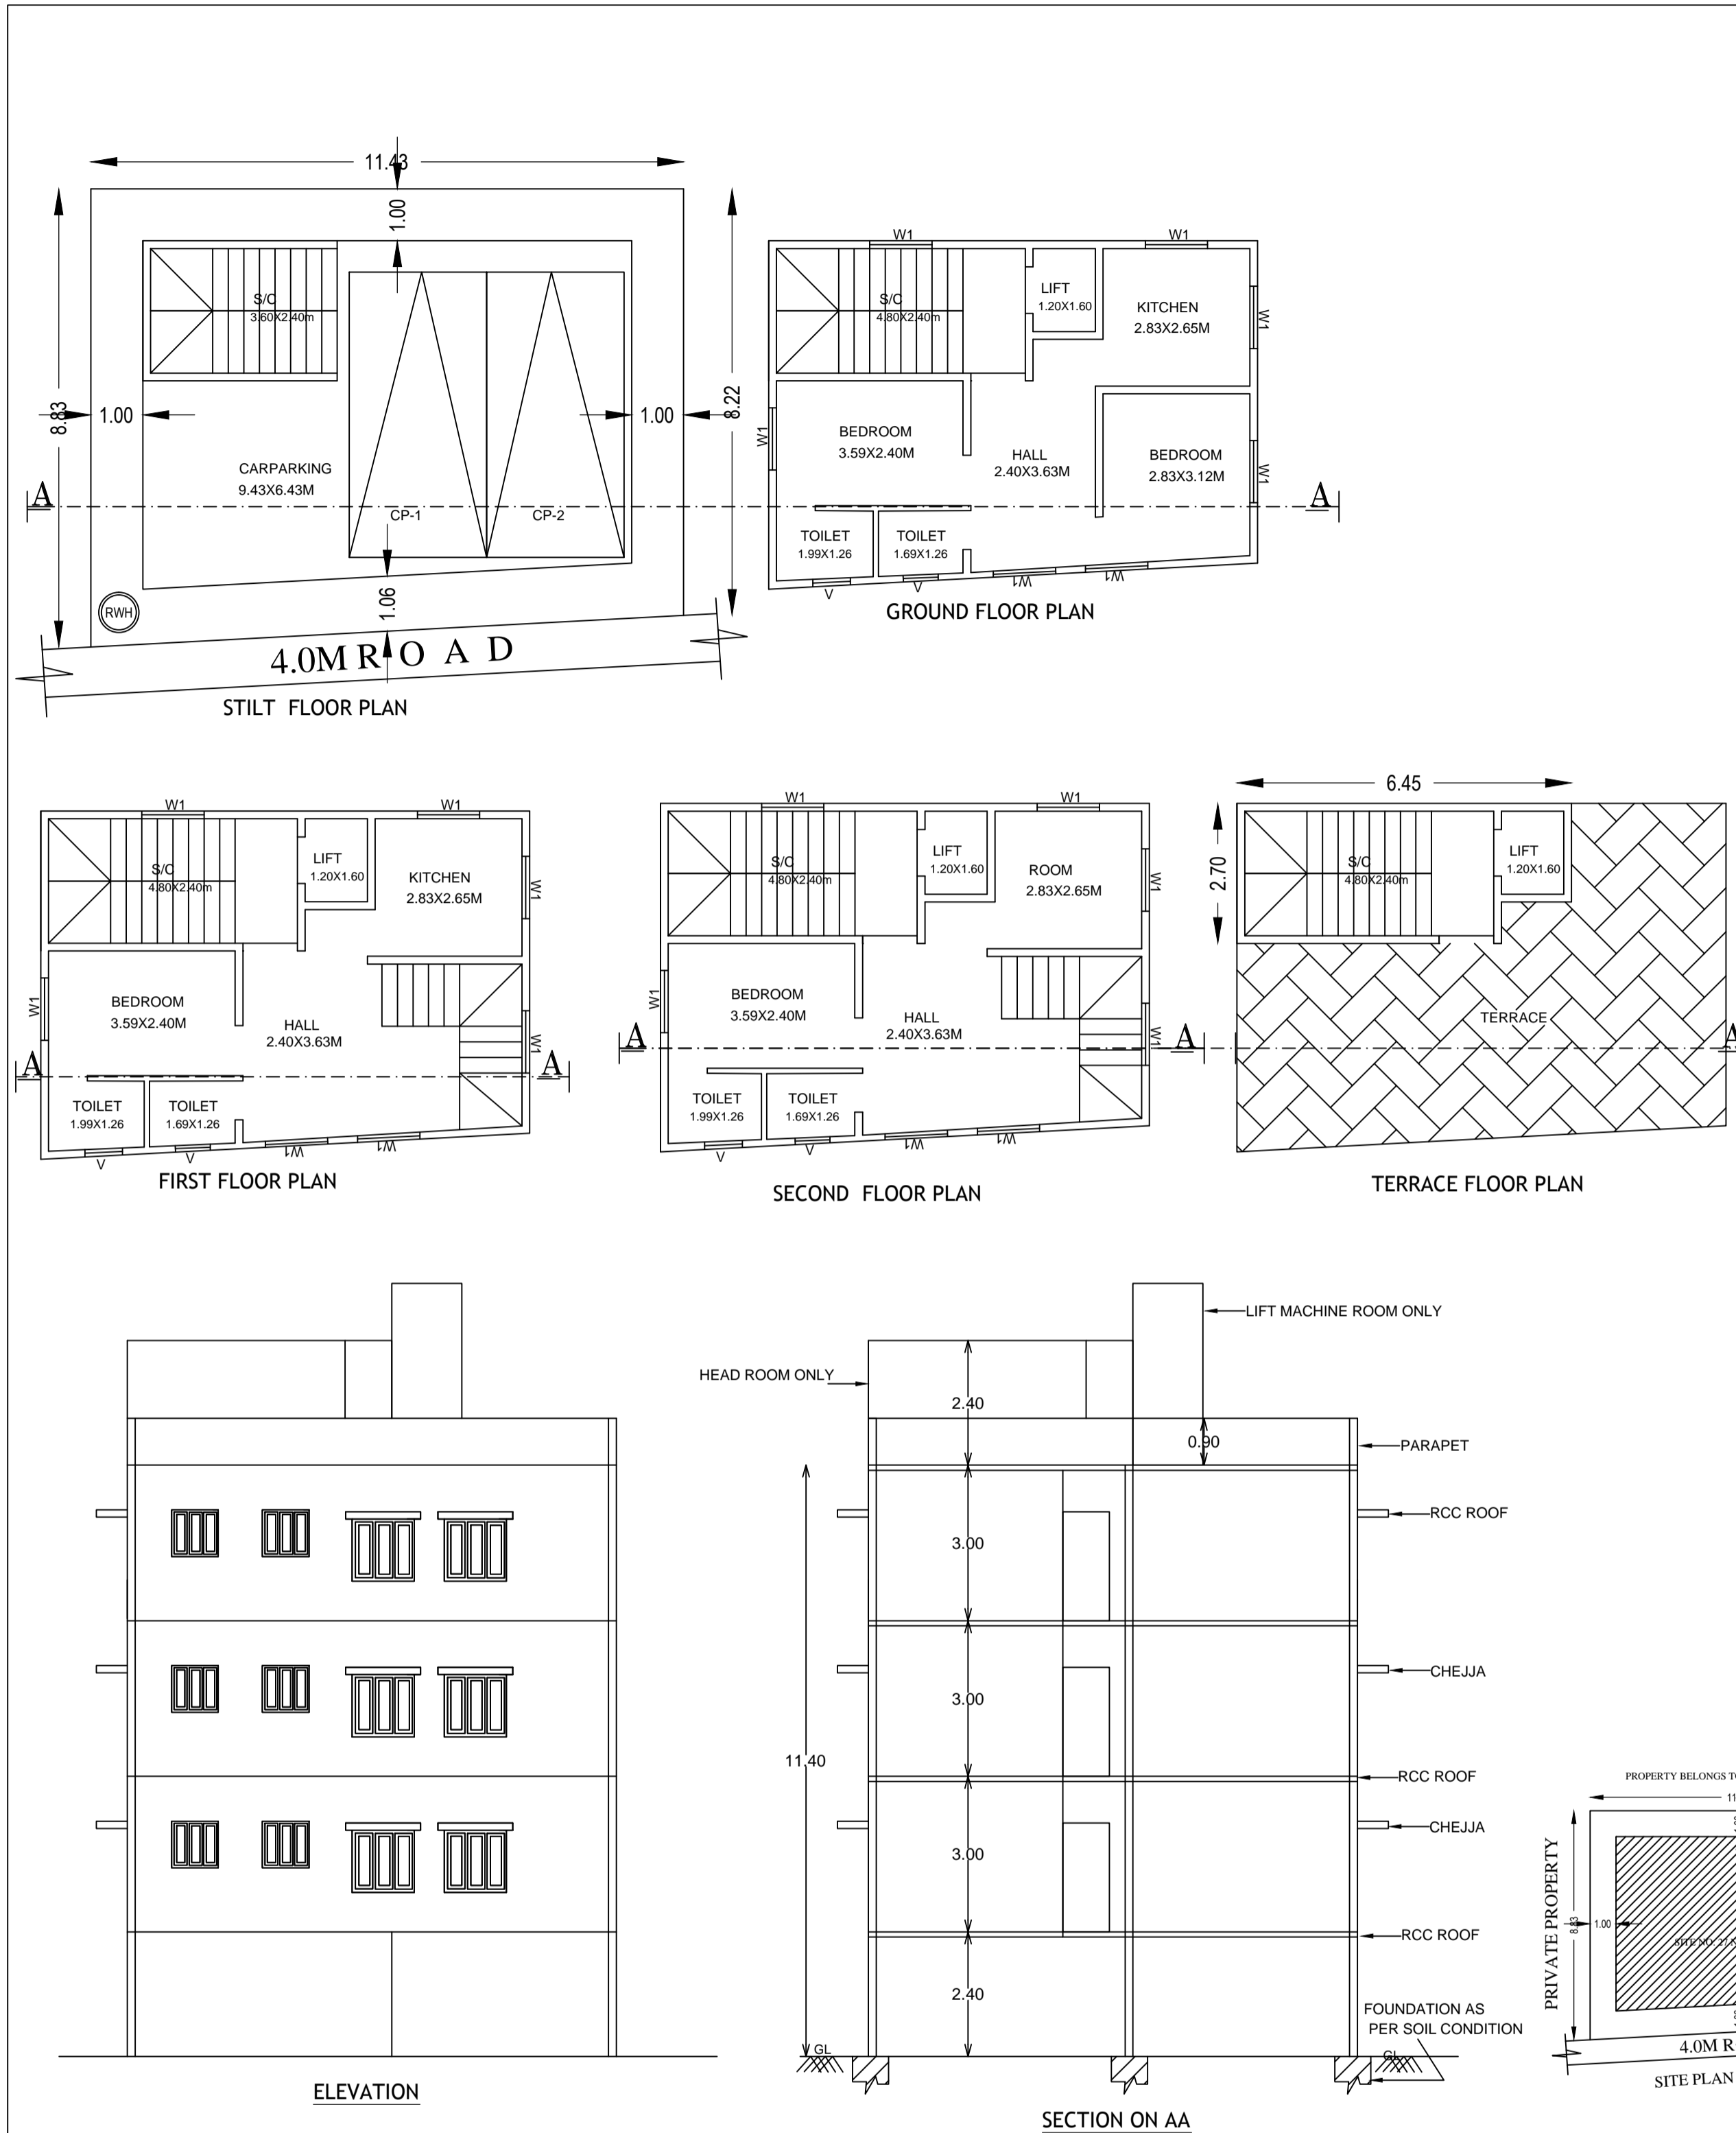 11.43
1.00
8.83
8.22
S/C
3.60X2.40m
1.00
1.00
CARPARKING
9.43X6.43M
A
CP-1
CP-2
RWH
1.06
4.0M R O A D
STILT FLOOR PLAN
W1
W1
S/C
4.80X2.40m
LIFT
1.20X1.60
KITCHEN
2.83X2.65M
W1
BEDROOM
3.59X2.40M
W1
HALL
2.40X3.63M
BEDROOM
2.83X3.12M
W1
A
TOILET
1.99X1.26
TOILET
1.69X1.26
V
V
W1
W1
GROUND FLOOR PLAN
W1
W1
S/C
4.80X2.40m
LIFT
1.20X1.60
KITCHEN
2.83X2.65M
W1
BEDROOM
3.59X2.40M
W1
HALL
2.40X3.63M
W1
A
A
TOILET
1.99X1.26
TOILET
1.69X1.26
V
V
W1
W1
FIRST FLOOR PLAN
W1
W1
S/C
4.80X2.40m
LIFT
1.20X1.60
ROOM
2.83X2.65M
W1
BEDROOM
3.59X2.40M
W1
HALL
2.40X3.63M
W1
A
A
TOILET
1.99X1.26
TOILET
1.69X1.26
V
V
W1
W1
SECOND FLOOR PLAN
6.45
2.70
S/C
4.80X2.40m
LIFT
1.20X1.60
TERRACE
A
TERRACE FLOOR PLAN
ELEVATION
LIFT MACHINE ROOM ONLY
HEAD ROOM ONLY
2.40
0.90
PARAPET
RCC ROOF
3.00
CHEJJA
3.00
11.40
RCC ROOF
CHEJJA
3.00
RCC ROOF
2.40
FOUNDATION AS
PER SOIL CONDITION
GL
GL
SECTION ON AA
PROPERTY BELONGS
11
PRIVATE PROPERTY
8.83
1.00
SITE NO. 27
4.0M R
SITE PLAN